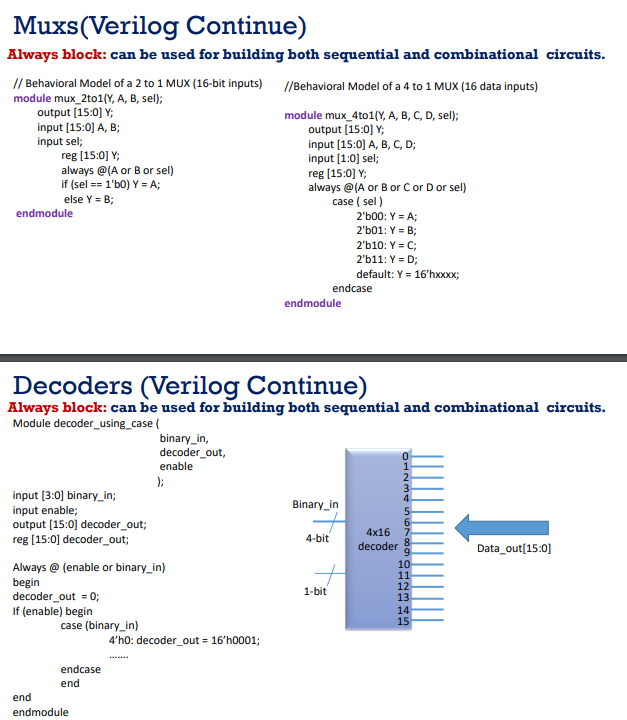 Muxs(Verilog Continue)
Always block: can be used for building both sequential and combinational circuits.
// Behavioral Model of a 2 to 1 MUX (16-bit inputs)
module mux_2to1(Y, A, B, sel);
output [15:0] Y;
input [15:0] A, B;
input sel;
reg [15:0] Y;
always @(A or B or sel)
if (sel == 1'b0) Y = A;
else Y = B;
endmodule
//Behavioral Model of a 4 to 1 MUX (16 data inputs)
module mux_4to1(Y, A, B, C, D, sel);
output [15:0] Y;
input [15:0] A, B, C, D;
input [1:0] sel;
reg [15:0] Y;
always @(A or B or C or D or sel)
case ( sel )
2'b00: Y = A;
2'b01: Y = B;
2'b10: Y = C;
2'b11: Y = D;
default: Y = 16'hxxxx;
endcase
endmodule
Decoders (Verilog Continue)
Always block: can be used for building both sequential and combinational circuits.
Module decoder_using_case (
binary_in,
decoder_out,
enable
);
input [3:0] binary_in;
input enable;
output [15:0] decoder_out;
reg [15:0] decoder_out;
Always @ (enable or binary_in)
begin
decoder_out = 0;
If (enable) begin
case (binary_in)
4'h0: decoder_out = 16'h0001;
.......
endcase
end
end
endmodule
Binary_in
4-bit
1-bit
4x16
decoder
0
1
2
3
4
5
6
7
8
9
10
11
12
13
14
15
Data_out[15:0]